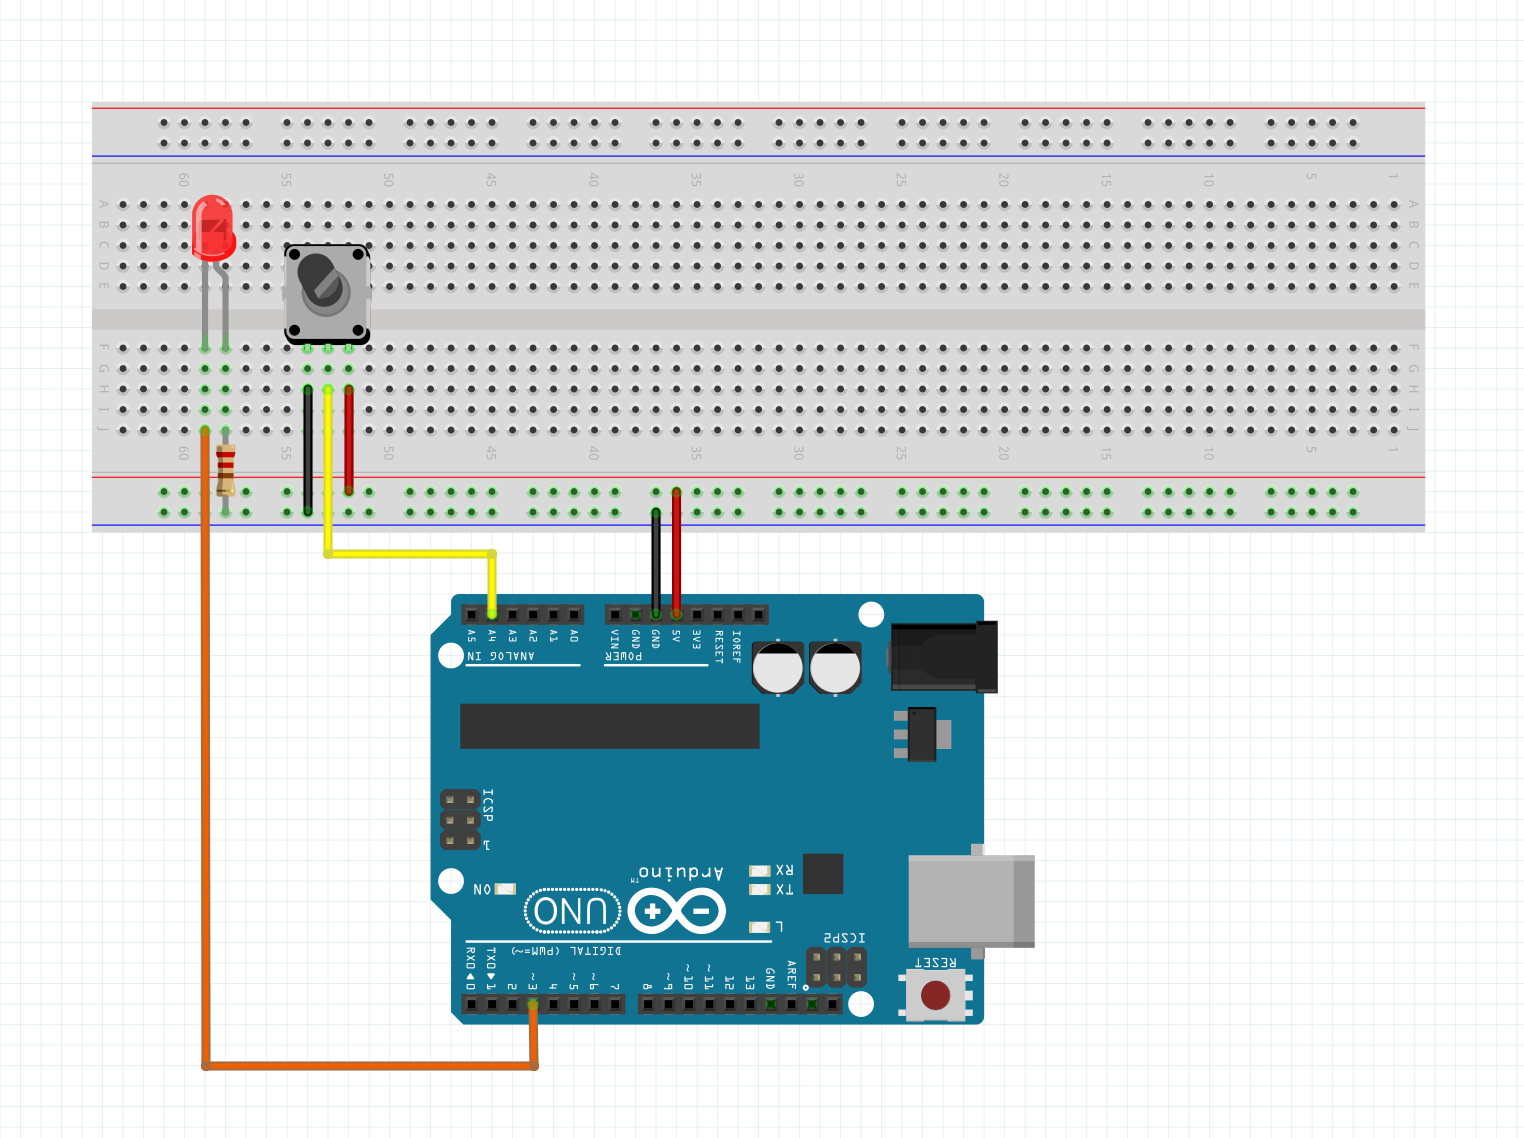 60 55 50 45 40 35 30 25 20 15 10 5 1
A A
B B
C C
D D
E E
F F
G G
H H
I I
J J
60 55 50 45 40 35 30 25 20 15 10 5 1
A5 A4 A3 A2 A1 A0 VIN GND GND 5V 3V3 RESET IOREF
ANALOG IN POWER
ICSP
1
Arduino™ RX
ON UNO TX
L
DIGITAL (PWM=~) ICSP2
RX0◄0 TX0►1 2 ~3 4 ~5 ~6 7 8 ~9 ~10 ~11 12 13 GND AREF
RESET